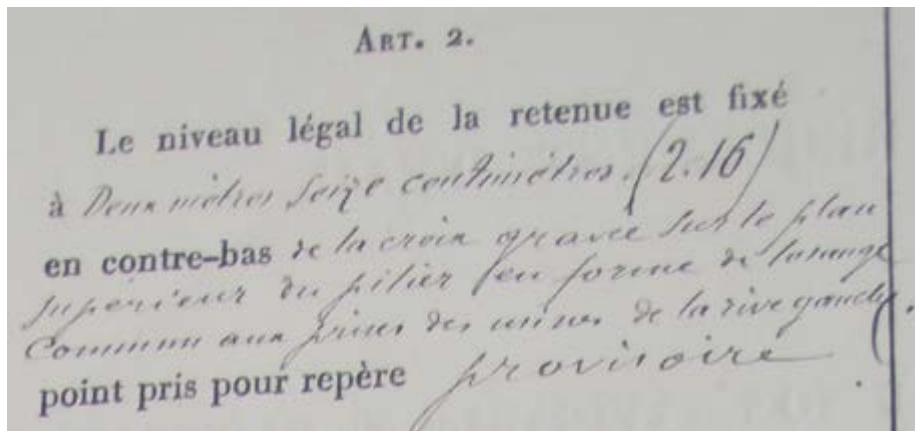 ART. 2.
Le niveau légal de la retenue est fixé
à Deux mètres seize centimètres. (2.16)
en contre-bas de la croix gravée sur le plan
supérieur du pilier (en forme de losange
Commun aux prises des usines de la rive gauche).
point pris pour repère provisoire.